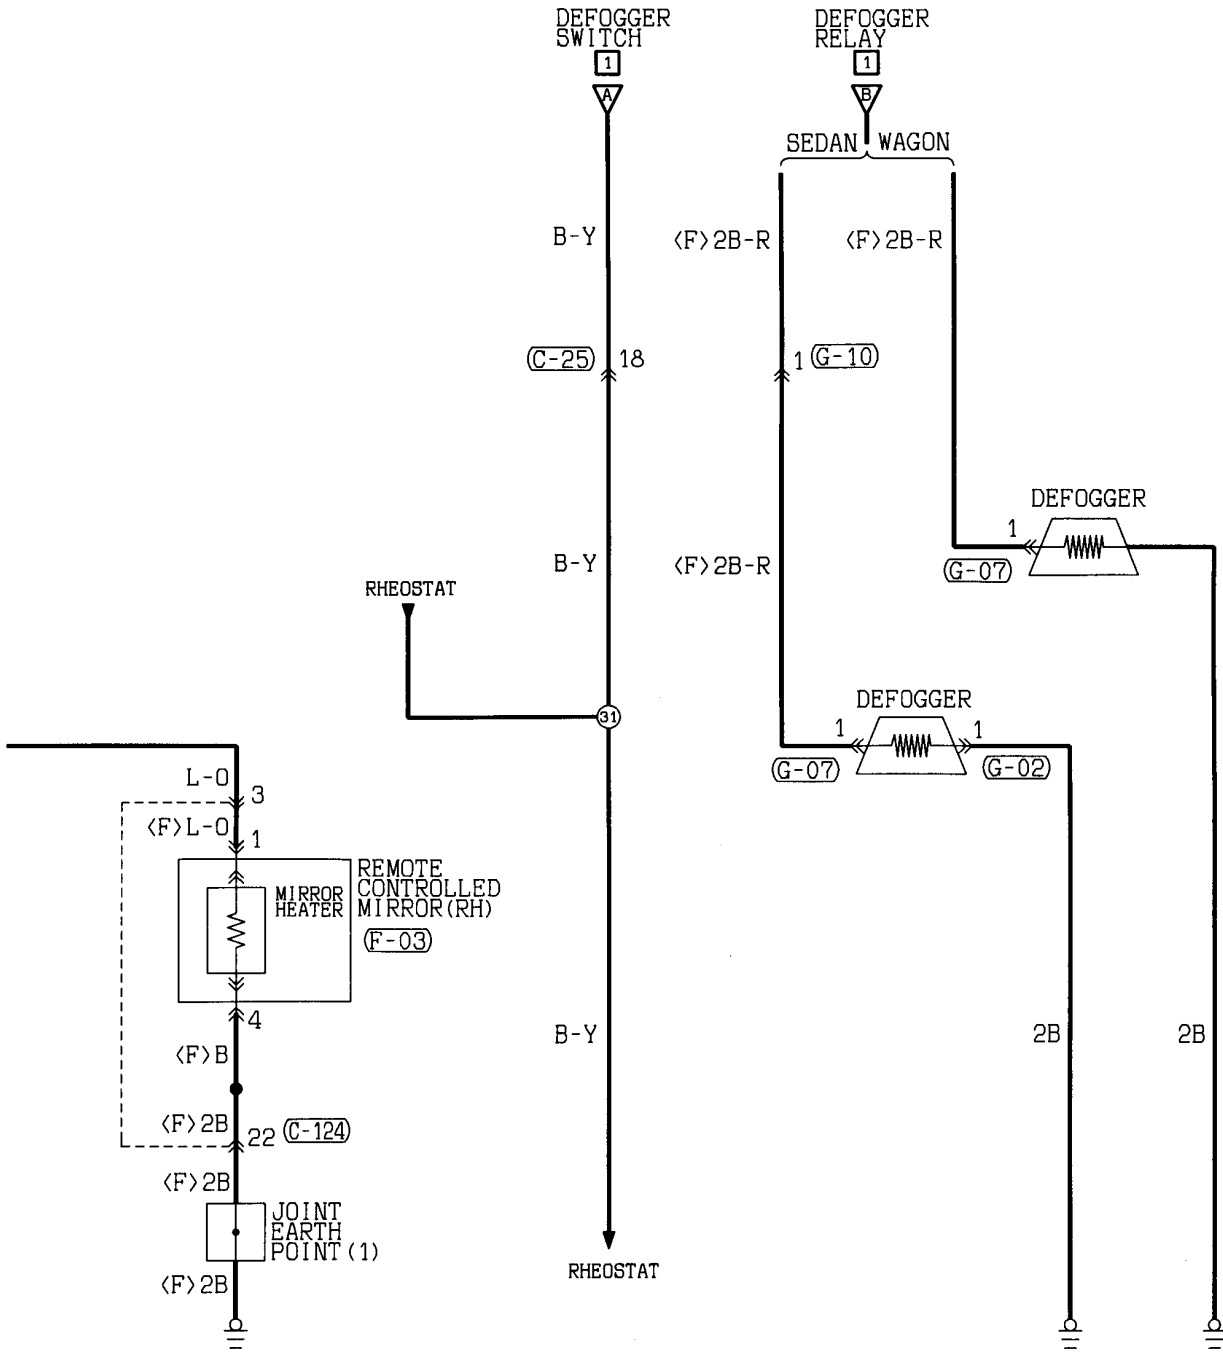 DEFOGGER
SWITCH
1
A
DEFOGGER
RELAY
1
B
SEDAN
WAGON
B-Y
<F>2B-R
<F>2B-R
C-25
18
1
G-10
DEFOGGER
1
G-07
B-Y
<F>2B-R
RHEOSTAT
31
DEFOGGER
1
1
G-07
G-02
L-O
3
<F>L-O
1
MIRROR
HEATER
REMOTE
CONTROLLED
MIRROR(RH)
F-03
4
<F>B
B-Y
2B
2B
<F>2B
22
C-124
<F>2B
JOINT
EARTH
POINT(1)
<F>2B
RHEOSTAT